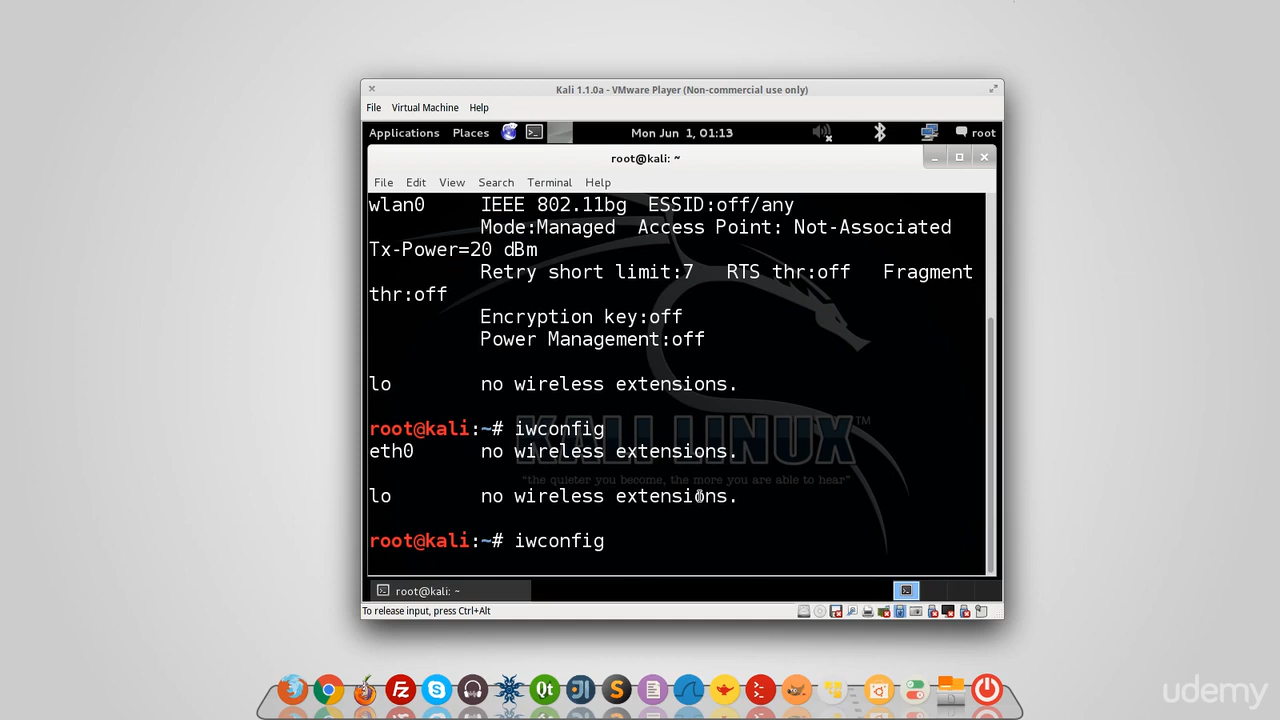 Kali 1.1.0a - VMware Player (Non-commercial use only)
File Virtual Machine Help
Applications Places Mon Jun 1, 01:13 root
root@kali: ~
File Edit View Search Terminal Help
wlan0 IEEE 802.11bg ESSID:off/any
Mode:Managed Access Point: Not-Associated
Tx-Power=20 dBm
Retry short limit:7 RTS thr:off Fragment
thr:off
Encryption key:off
Power Management:off
lo no wireless extensions.
root@kali:~# iwconfig
eth0 no wireless extensions.
KALI LINUX™
"the quieter you become, the more you are able to hear"
lo no wireless extensions.
root@kali:~# iwconfig
root@kali: ~
To release input, press Ctrl+Alt
Fz Qt
udemy